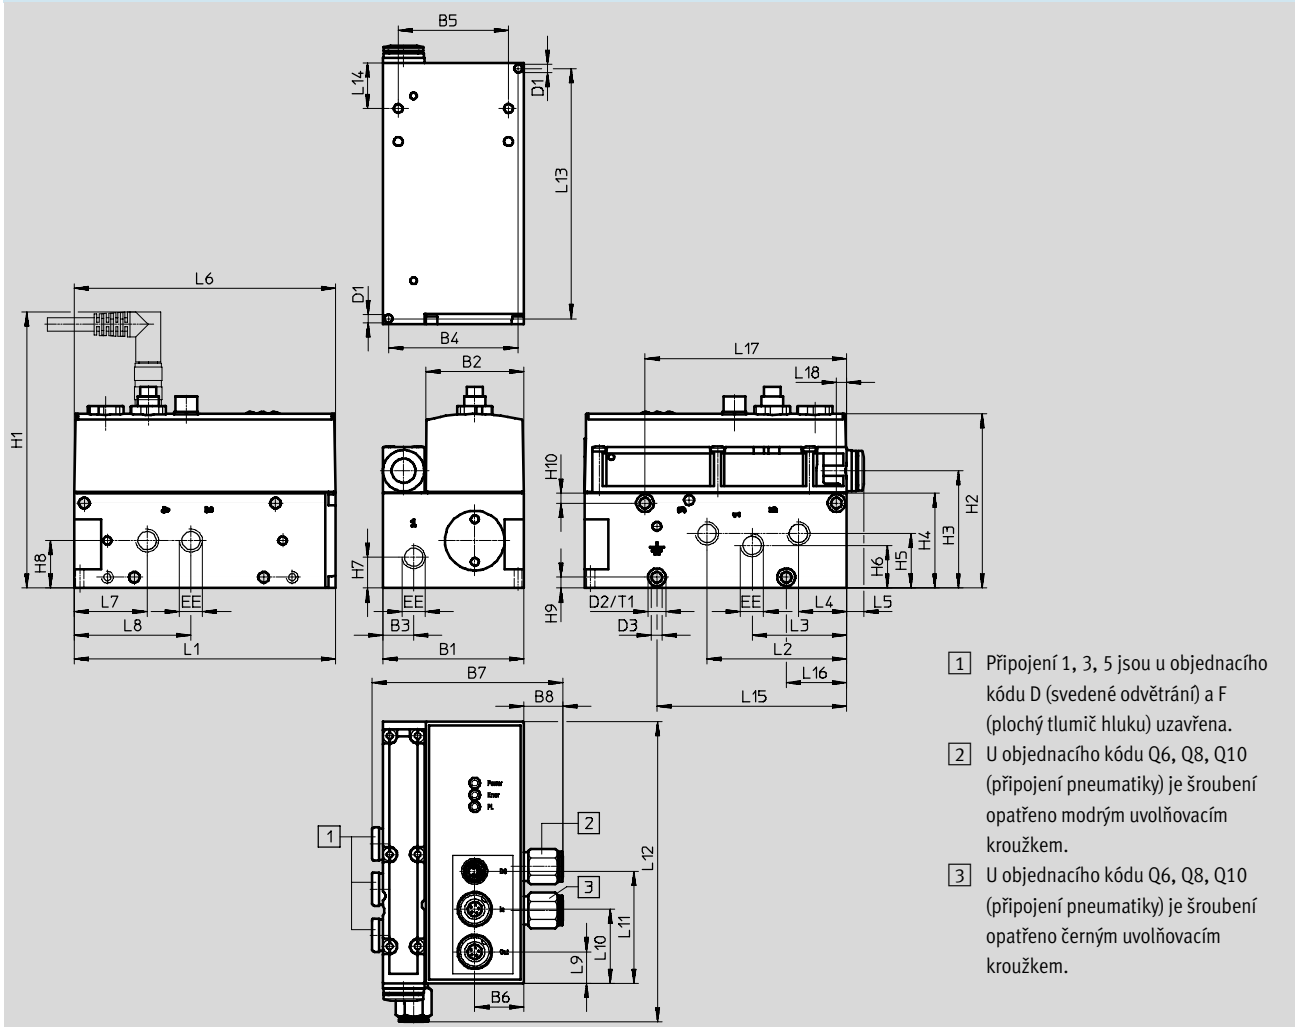 B5
L14
D1
L13
D1
B4
L6
H1
H8
L7
EE
L8
L1
B2
H7
EE
B3
B1
L17
L18
H10
H9
D2/T1
EE
L4
L5
D3
L3
L2
L16
L15
H6
H5
H4
H3
H2
B7
B8
Power
Error
1
2
3
L12
L11
L10
L9
B6
1 Připojení 1, 3, 5 jsou u objednacího
kódu D (svedené odvětrání) a F
(plochý tlumič hluku) uzavřena.
2 U objednacího kódu Q6, Q8, Q10
(připojení pneumatiky) je šroubení
opatřeno modrým uvolňovacím
kroužkem.
3 U objednacího kódu Q6, Q8, Q10
(připojení pneumatiky) je šroubení
opatřeno černým uvolňovacím
kroužkem.